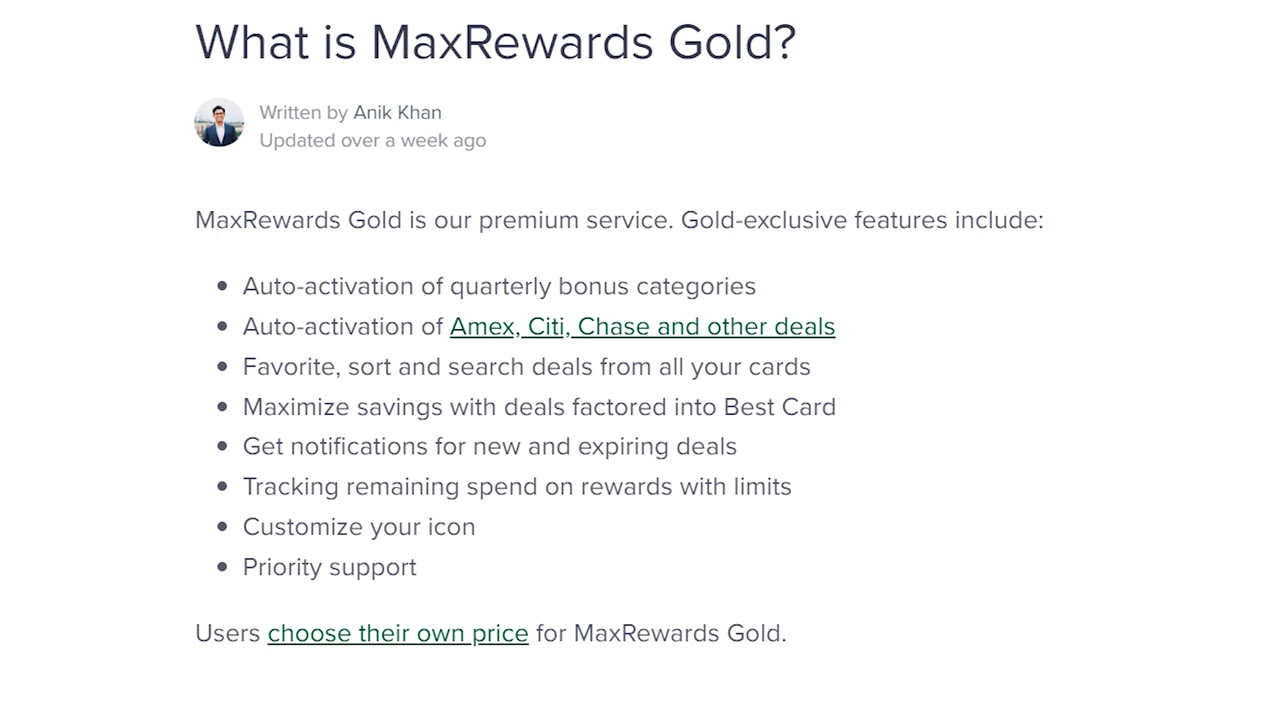 What is MaxRewards Gold?
Written by Anik Khan
Updated over a week ago
MaxRewards Gold is our premium service. Gold-exclusive features include:
Auto-activation of quarterly bonus categories
Auto-activation of Amex, Citi, Chase and other deals
Favorite, sort and search deals from all your cards
Maximize savings with deals factored into Best Card
Get notifications for new and expiring deals
Tracking remaining spend on rewards with limits
Customize your icon
Priority support
Users choose their own price for MaxRewards Gold.